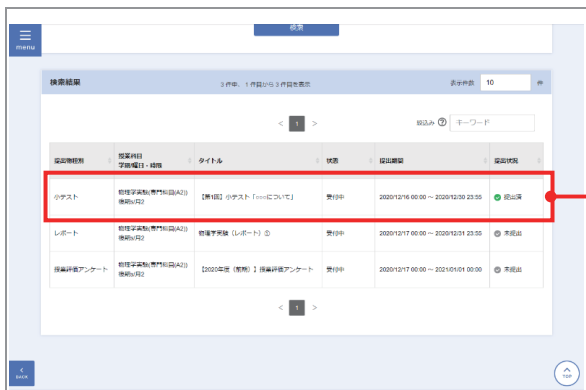 検索
menu
検索結果
3 件中、1 件目から 3 件目を表示
表示件数 10 件
< 1 >
絞込み ? キーワード
提出物種別
授業科目
学期/曜日・時限
タイトル
状態
提出期間
提出状況
小テスト
物理学実験(専門科目(A2))
後期/月2
【第1回】小テスト「○○○について」
受付中
2020/12/16 00:00 ～ 2020/12/30 23:55
提出済
レポート
物理学実験(専門科目(A2))
後期/月2
物理学実験（レポート）①
受付中
2020/12/17 00:00 ～ 2020/12/31 23:55
未提出
授業評価アンケート
物理学実験(専門科目(A2))
後期/月2
【2020年度（前期）】授業評価アンケート
受付中
2020/12/17 00:00 ～ 2021/01/01 00:00
未提出
< 1 >
BACK
TOP